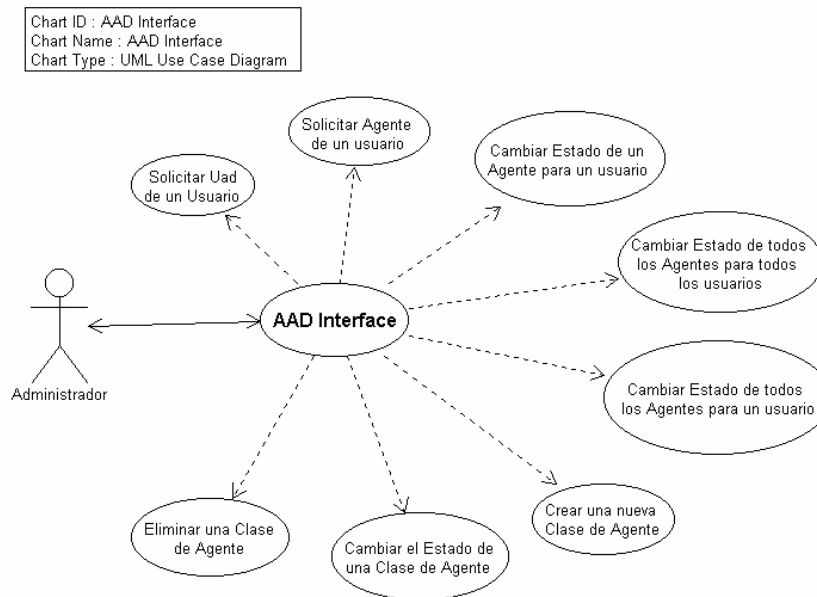 Chart ID : AAD Interface
Chart Name : AAD Interface
Chart Type : UML Use Case Diagram
Solicitar Agente
de un usuario
Cambiar Estado de un
Agente para un usuario
Solicitar Uad
de un Usuario
Cambiar Estado de todos
los Agentes para todos
los usuarios
AAD Interface
Administrador
Cambiar Estado de todos
los Agentes para un usuario
Crear una nueva
Clase de Agente
Eliminar una Clase
de Agente
Cambiar el Estado de
una Clase de Agente